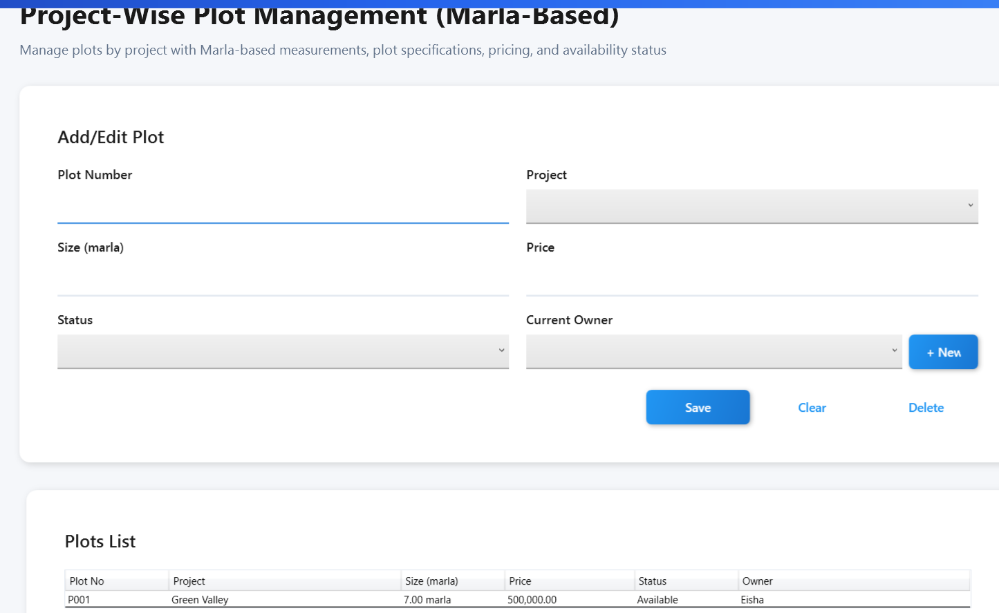 Project-Wise Plot Management (Marla-Based)
Manage plots by project with Marla-based measurements, plot specifications, pricing, and availability status
Add/Edit Plot
Plot Number Project
Size (marla) Price
Status Current Owner
+ New
Save Clear Delete
Plots List
Plot No Project Size (marla) Price Status Owner
P001 Green Valley 7.00 marla 500,000.00 Available Eisha